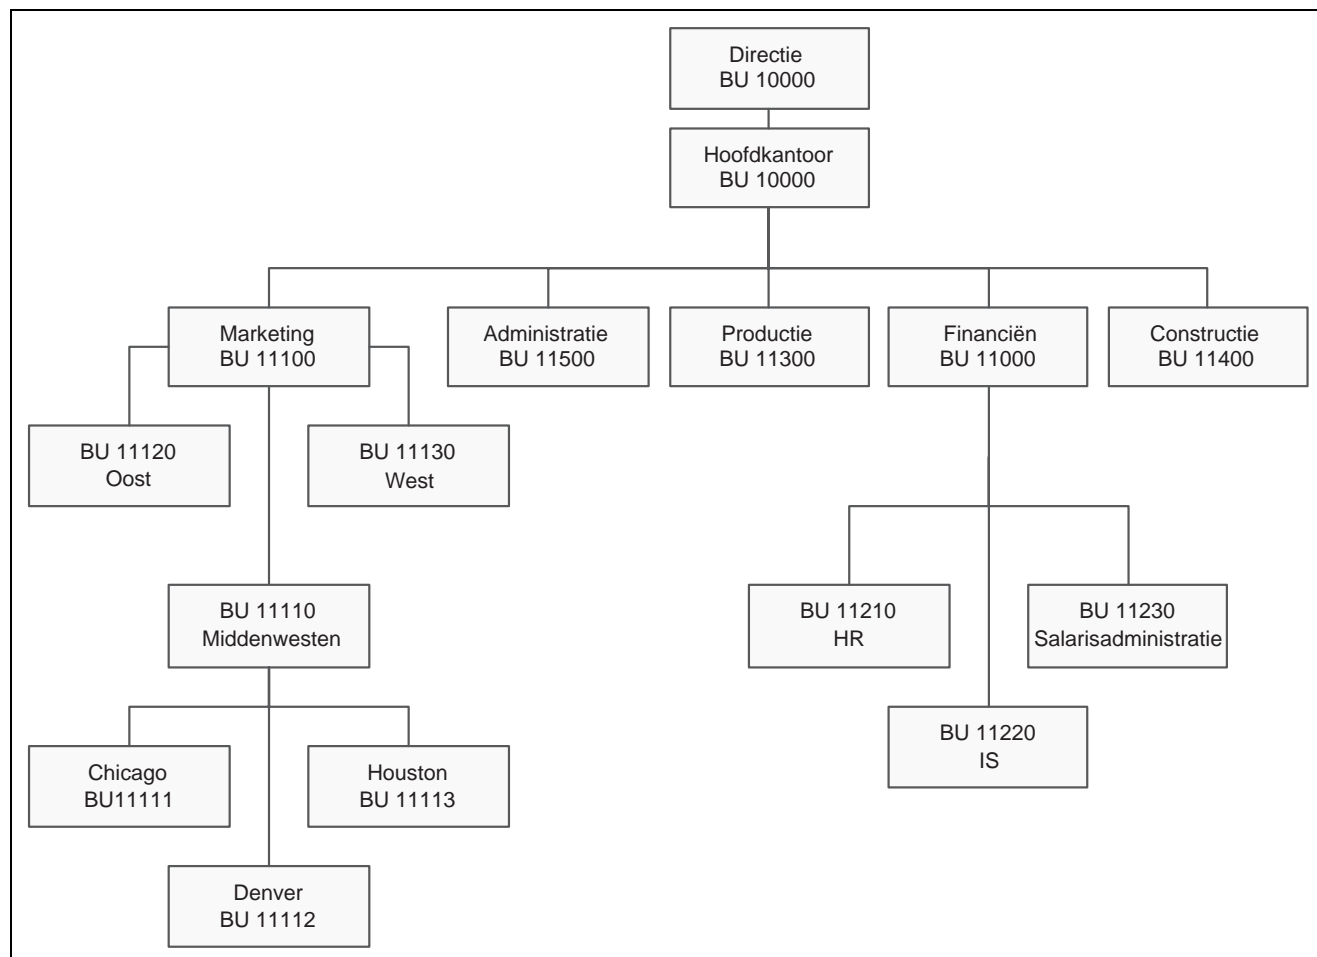 Directie
BU 10000
Hoofdkantoor
BU 10000
Marketing
BU 11100
Administratie
BU 11500
Productie
BU 11300
Financiën
BU 11000
Constructie
BU 11400
BU 11120
Oost
BU 11130
West
BU 11110
Middenwesten
BU 11210
HR
BU 11230
Salarisadministratie
BU 11220
IS
Chicago
BU11111
Houston
BU 11113
Denver
BU 11112